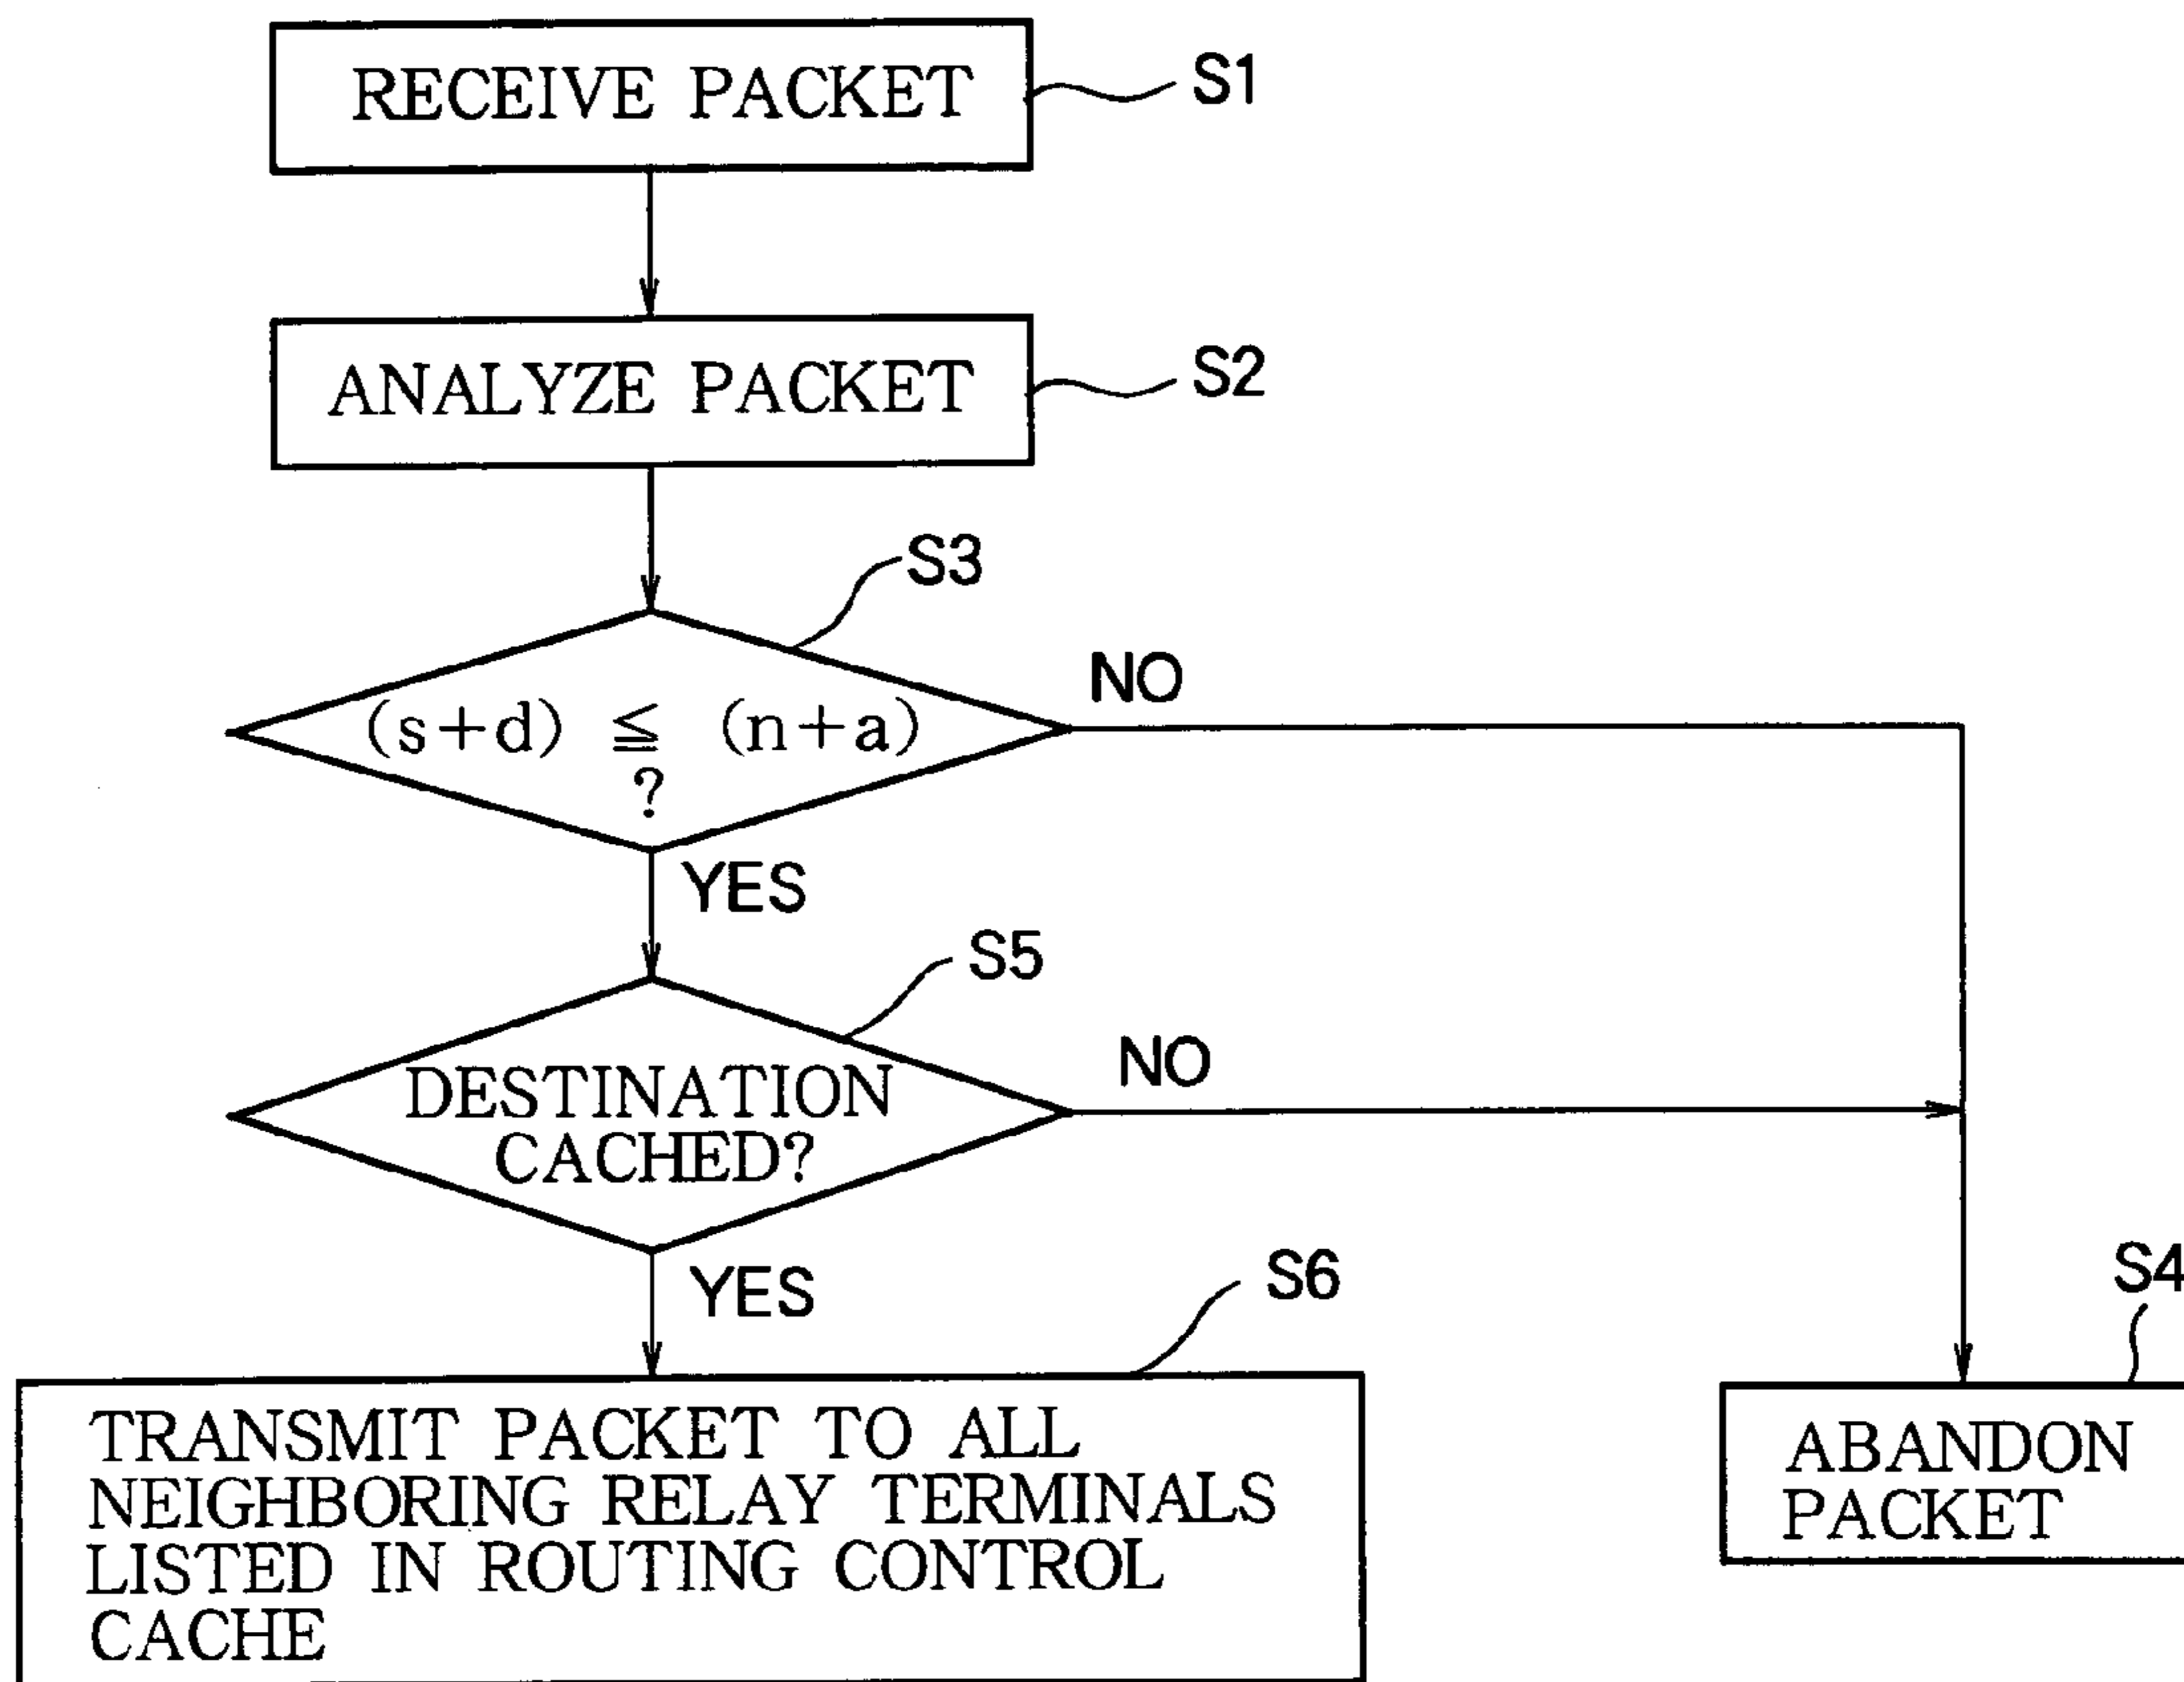 RECEIVE PACKET
S1
ANALYZE PACKET
S2
S3
(s+d) ≦ (n+a)
?
NO
YES
S5
DESTINATION
CACHED?
NO
YES
S6
TRANSMIT PACKET TO ALL
NEIGHBORING RELAY TERMINALS
LISTED IN ROUTING CONTROL
CACHE
S4
ABANDON
PACKET